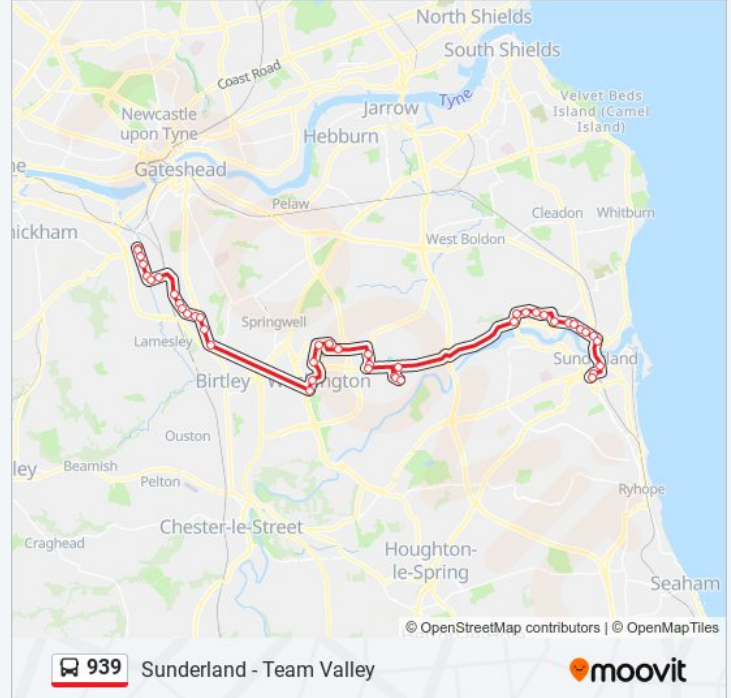 North Shields
South Shields
Coast Road
Tyne
Velvet Beds
Island (Camel
Island)
Jarrow
Newcastle
upon Tyne
Hebburn
Gateshead
Pelaw
Cleadon
Whitburn
West Boldon
Springwell
Lamesley
Sunderland
Birtley
Ouston
Beamish
Pelton
Ryhope
Chester-le-Street
Craghead
Houghton-
le-Spring
Seaham
© OpenStreetMap contributors | © OpenMapTiles
939 Sunderland - Team Valley
moovit